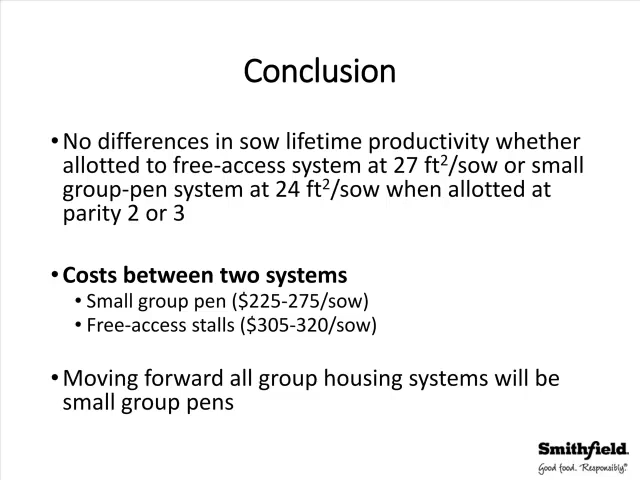 Conclusion
• No differences in sow lifetime productivity whether
allotted to free-access system at 27 ft²/sow or small
group-pen system at 24 ft²/sow when allotted at
parity 2 or 3
• Costs between two systems
• Small group pen ($225-275/sow)
• Free-access stalls ($305-320/sow)
• Moving forward all group housing systems will be
small group pens
Smithfield.
Good food. Responsibly.®